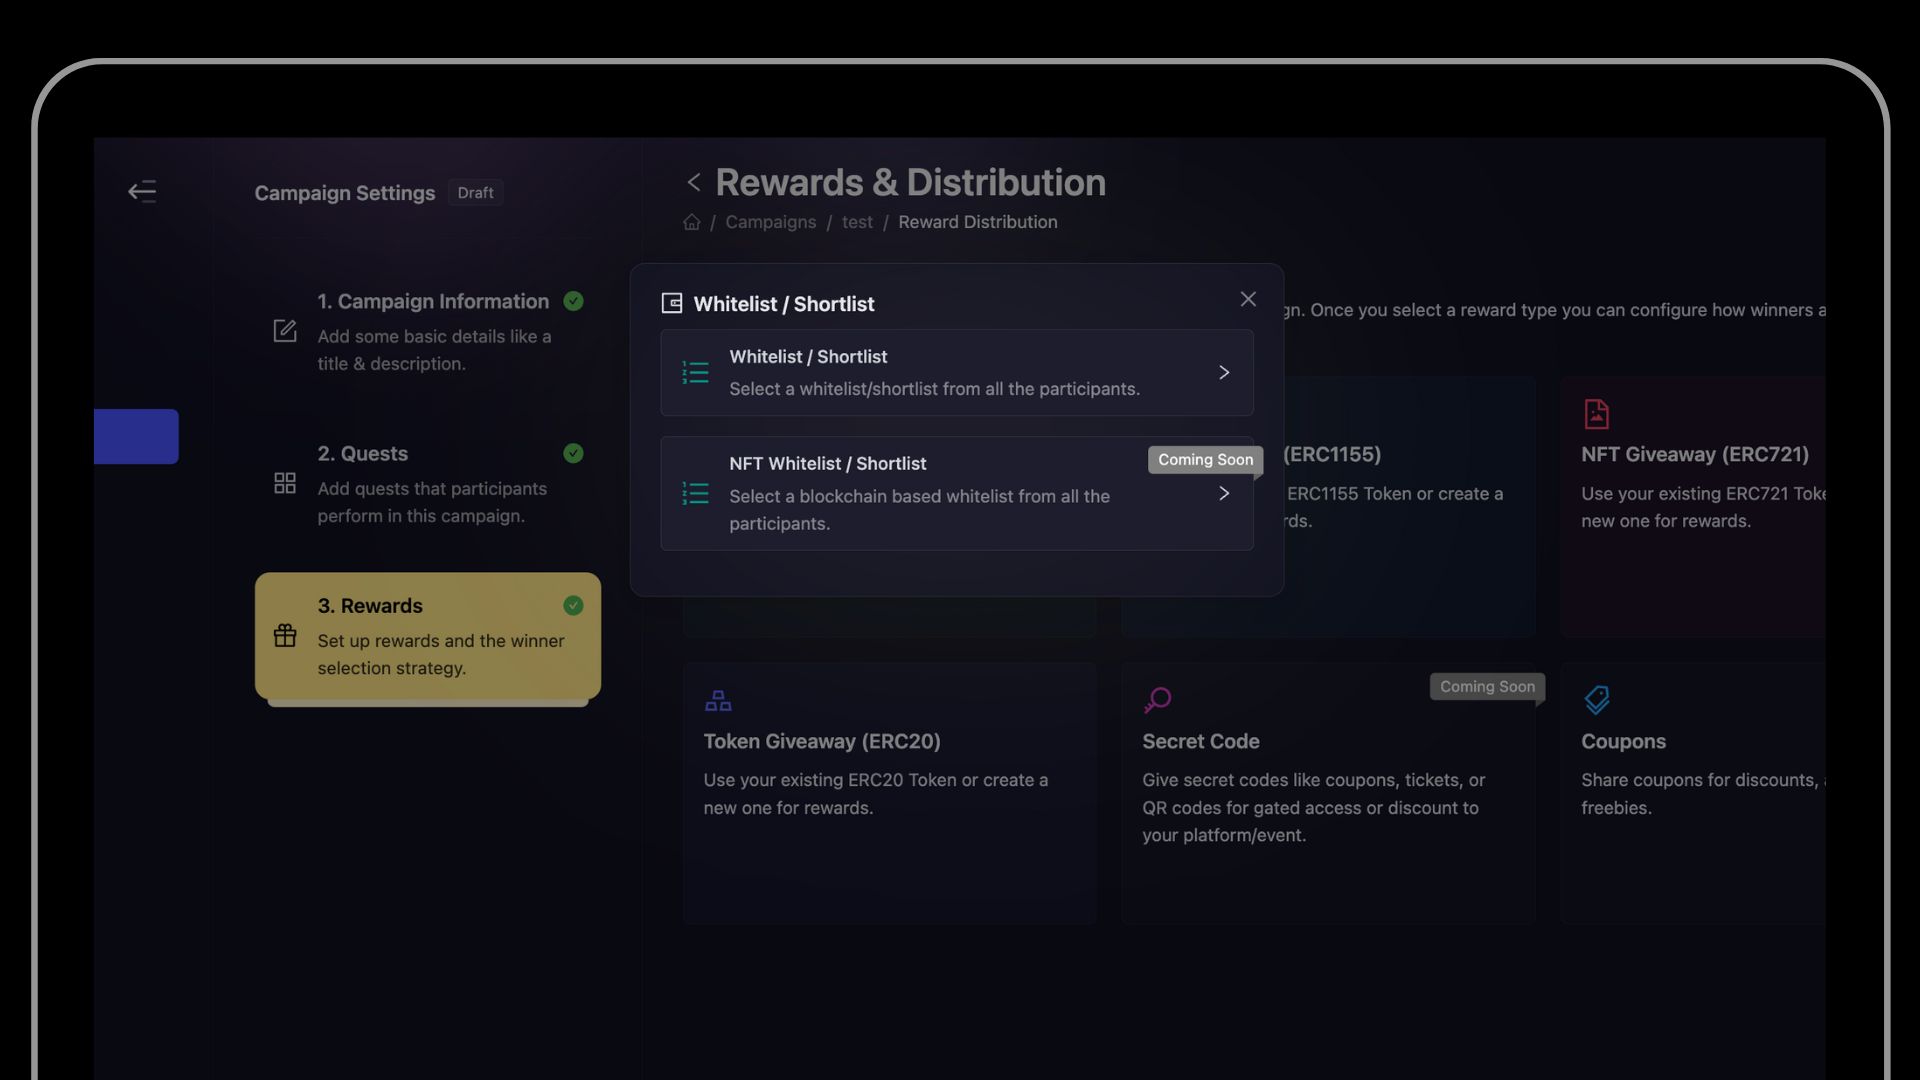 Campaign Settings
Draft
1. Campaign Information
Add some basic details like a
title & description.
2. Quests
Add quests that participants
perform in this campaign.
3. Rewards
Set up rewards and the winner
selection strategy.
Rewards & Distribution
/ Campaigns / test / Reward Distribution
Once you select a reward type you can configure how winners
Whitelist / Shortlist
Whitelist / Shortlist
Select a whitelist/shortlist from all the participants.
Coming Soon
NFT Whitelist / Shortlist
Select a blockchain based whitelist from all the
participants.
(ERC1155)
ERC1155 Token or create a
NFT Giveaway (ERC721)
Use your existing ERC721
new one for rewards.
Token Giveaway (ERC20)
Use your existing ERC20 Token or create a
new one for rewards.
Coming Soon
Secret Code
Give secret codes like coupons, tickets, or
QR codes for gated access or discount to
your platform/event.
Coupons
Share coupons for discounts,
freebies.